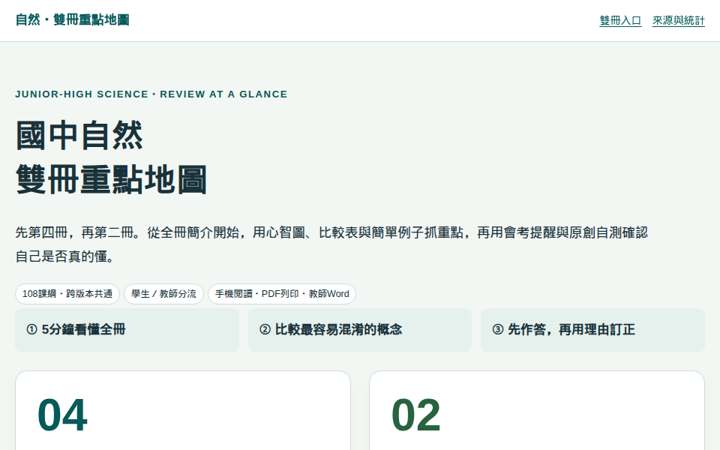 自然・雙冊重點地圖
雙冊入口 來源與統計
JUNIOR-HIGH SCIENCE・REVIEW AT A GLANCE
國中自然
雙冊重點地圖
先第四冊，再第二冊。從全冊簡介開始，用心智圖、比較表與簡單例子抓重點，再用會考提醒與原創自測確認
自己是否真的懂。
108課綱・跨版本共通 學生 / 教師分流 手機閱讀・PDF列印・教師Word
① 5分鐘看懂全冊 ② 比較最容易混淆的概念 ③ 先作答，再用理由訂正
04 02